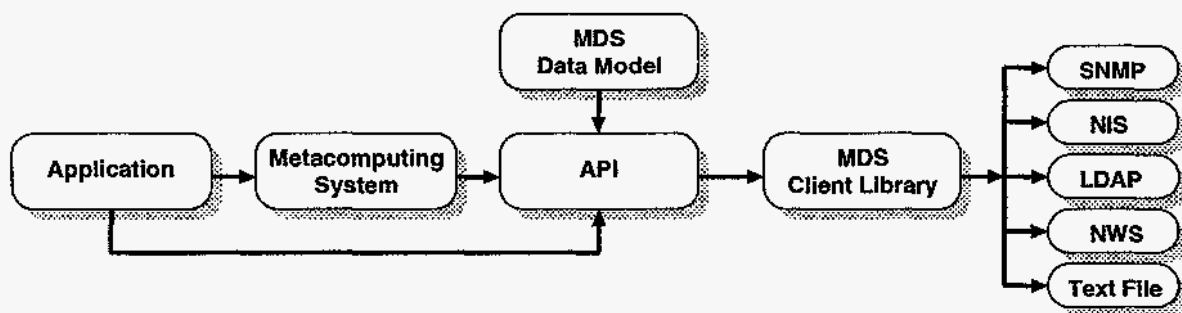 MDS
Data Model
Application
Metacomputing
System
API
MDS
Client Library
SNMP
NIS
LDAP
NWS
Text File